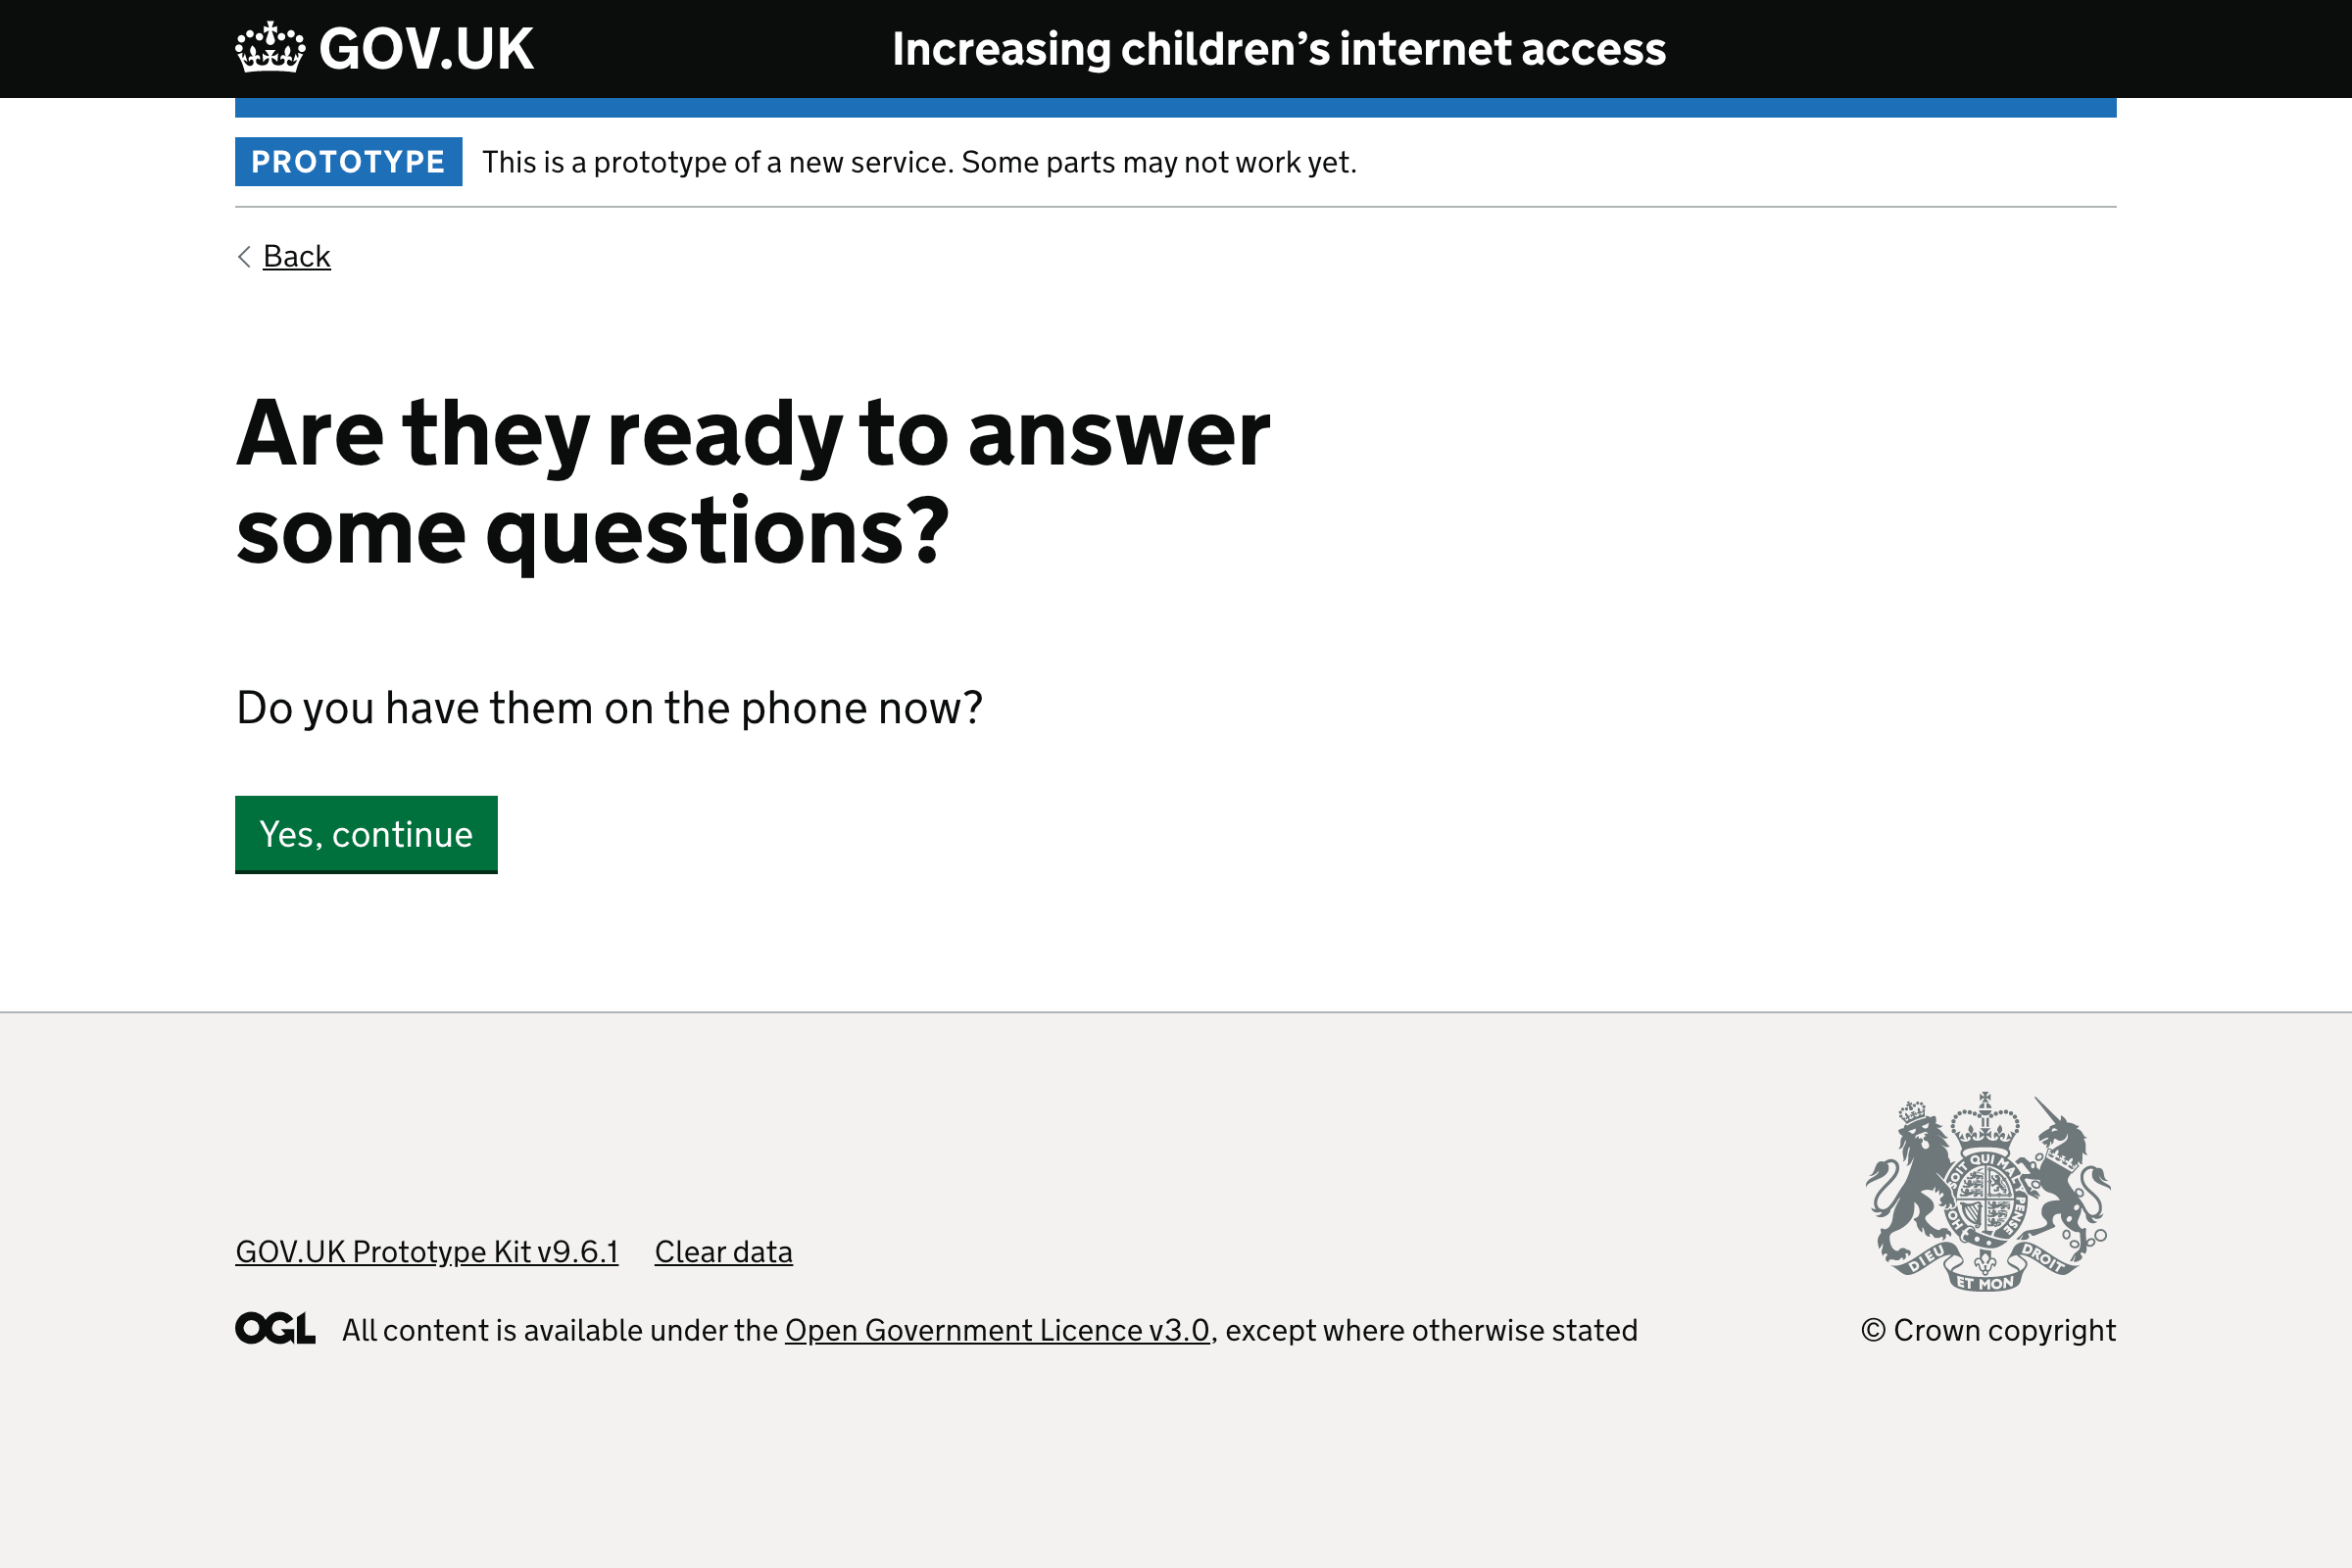 GOV.UK
Increasing children’s internet access
PROTOTYPE
This is a prototype of a new service. Some parts may not work yet.
Back
Are they ready to answer
some questions?
Do you have them on the phone now?
Yes, continue
GOV.UK Prototype Kit v9.6.1
Clear data
OGL
All content is available under the Open Government Licence v3.0, except where otherwise stated
SOIT QUI MAL Y PENSE
DIEU ET MON DROIT
© Crown copyright